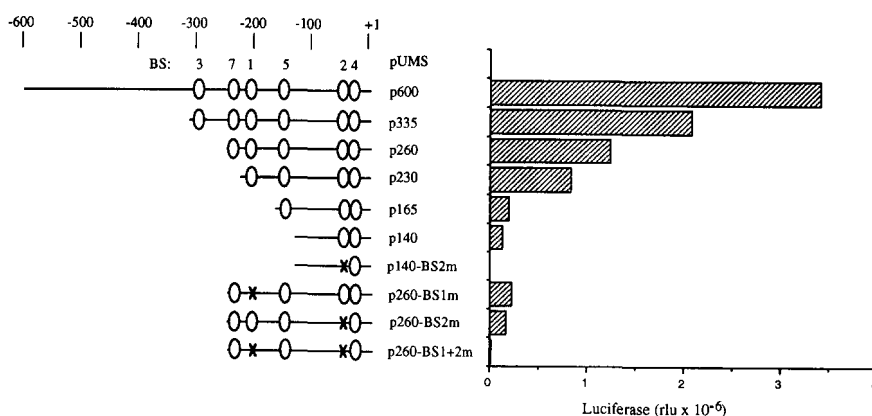 -600 -500 -400 -300 -200 -100 +1
BS: 3 7 1 5 2 4 pUMS
p600
p335
p260
p230
p165
p140
p140-BS2m
p260-BS1m
p260-BS2m
p260-BS1+2m
0 1 2 3
Luciferase (rlu x 10⁻⁶)